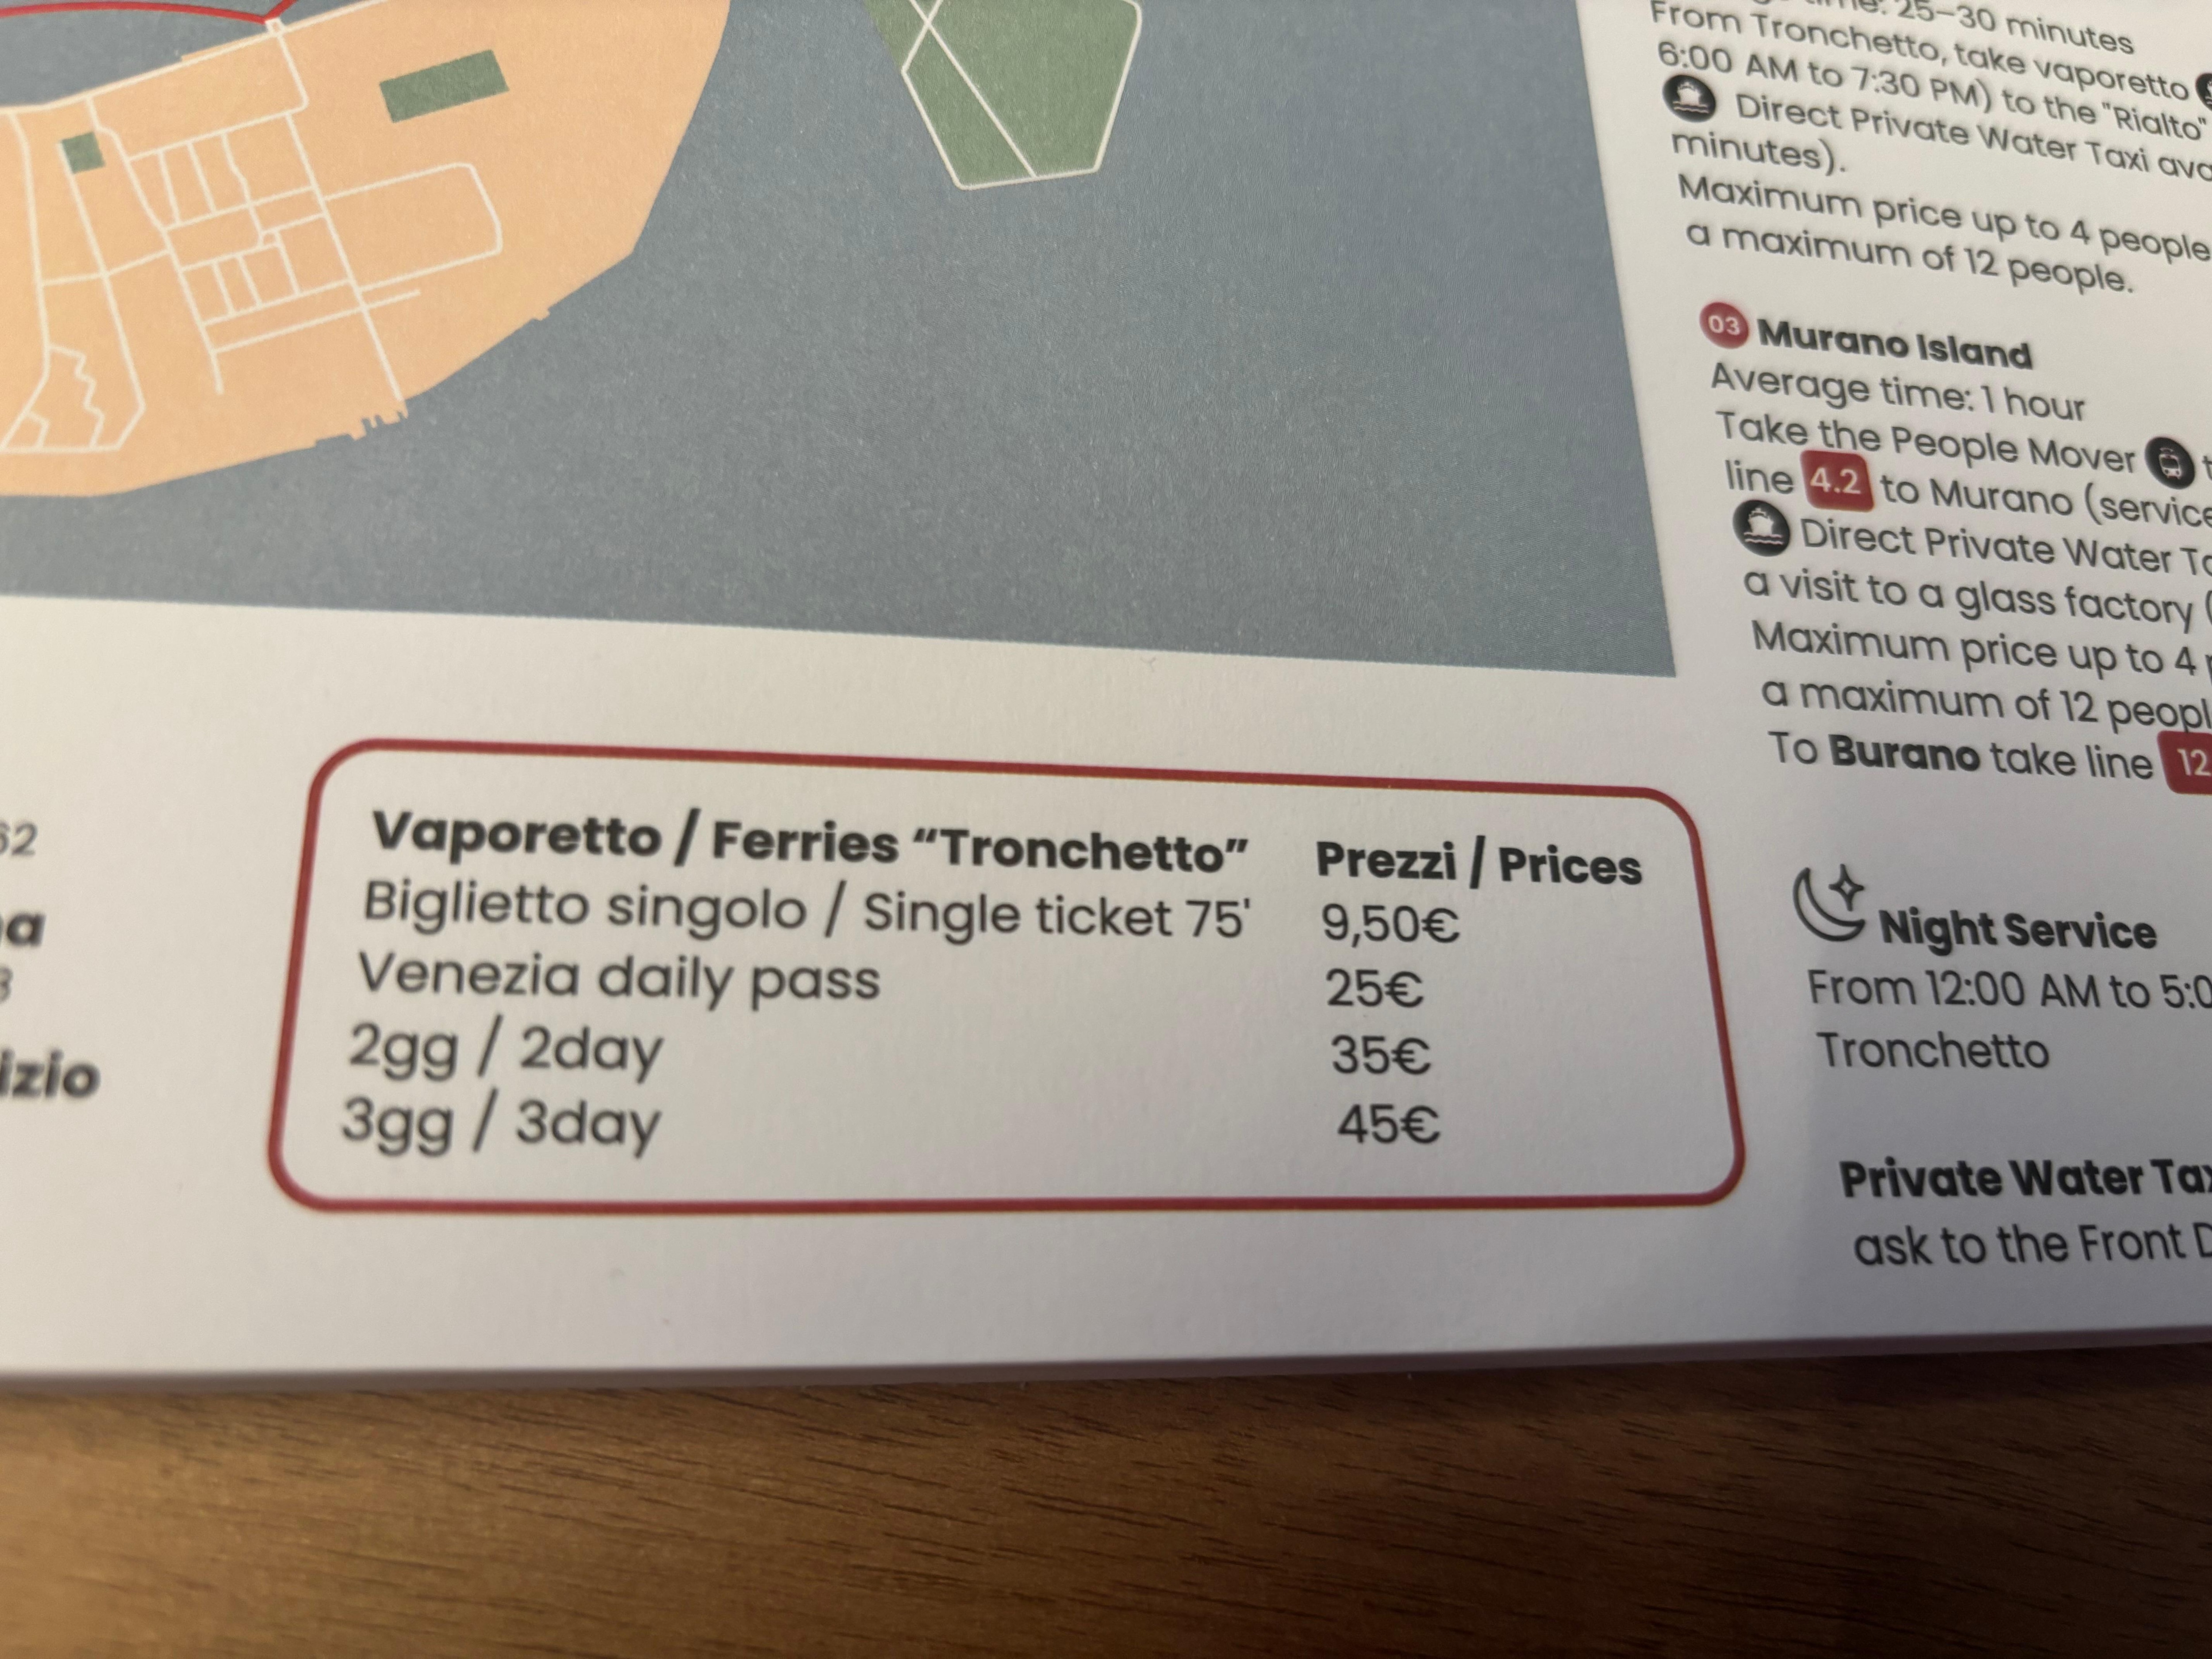 time: 25–30 minutes
From Tronchetto, take vaporetto
6:00 AM to 7:30 PM) to the "Rialto"
Direct Private Water Taxi
minutes).
Maximum price up to 4 people
a maximum of 12 people.
03 Murano Island
Average time: 1 hour
Take the People Mover
line 4.2 to Murano (service
Direct Private Water
a visit to a glass factory (
Maximum price up to 4
a maximum of 12
To Burano take line 12
62
Vaporetto / Ferries “Tronchetto” Prezzi / Prices
Biglietto singolo / Single ticket 75' 9,50€
Venezia daily pass 25€
2gg / 2day 35€
3gg / 3day 45€
Night Service
From 12:00 AM to
Tronchetto
Private Water
ask to the Front